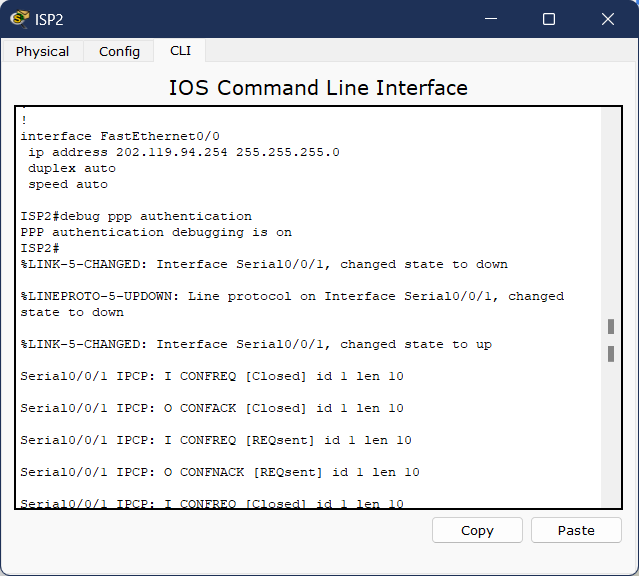 ISP2
Physical
Config
CLI
IOS Command Line Interface
!
interface FastEthernet0/0
 ip address 202.119.94.254 255.255.255.0
 duplex auto
 speed auto
ISP2#debug ppp authentication
PPP authentication debugging is on
ISP2#
%LINK-5-CHANGED: Interface Serial0/0/1, changed state to down
%LINEPROTO-5-UPDOWN: Line protocol on Interface Serial0/0/1, changed
state to down
%LINK-5-CHANGED: Interface Serial0/0/1, changed state to up
Serial0/0/1 IPCP: I CONFREQ [Closed] id 1 len 10
Serial0/0/1 IPCP: O CONFACK [Closed] id 1 len 10
Serial0/0/1 IPCP: I CONFREQ [REQsent] id 1 len 10
Serial0/0/1 IPCP: O CONFNACK [REQsent] id 1 len 10
Serial0/0/1 IPCP: I CONFREQ [Closed] id 1 len 10
Copy
Paste